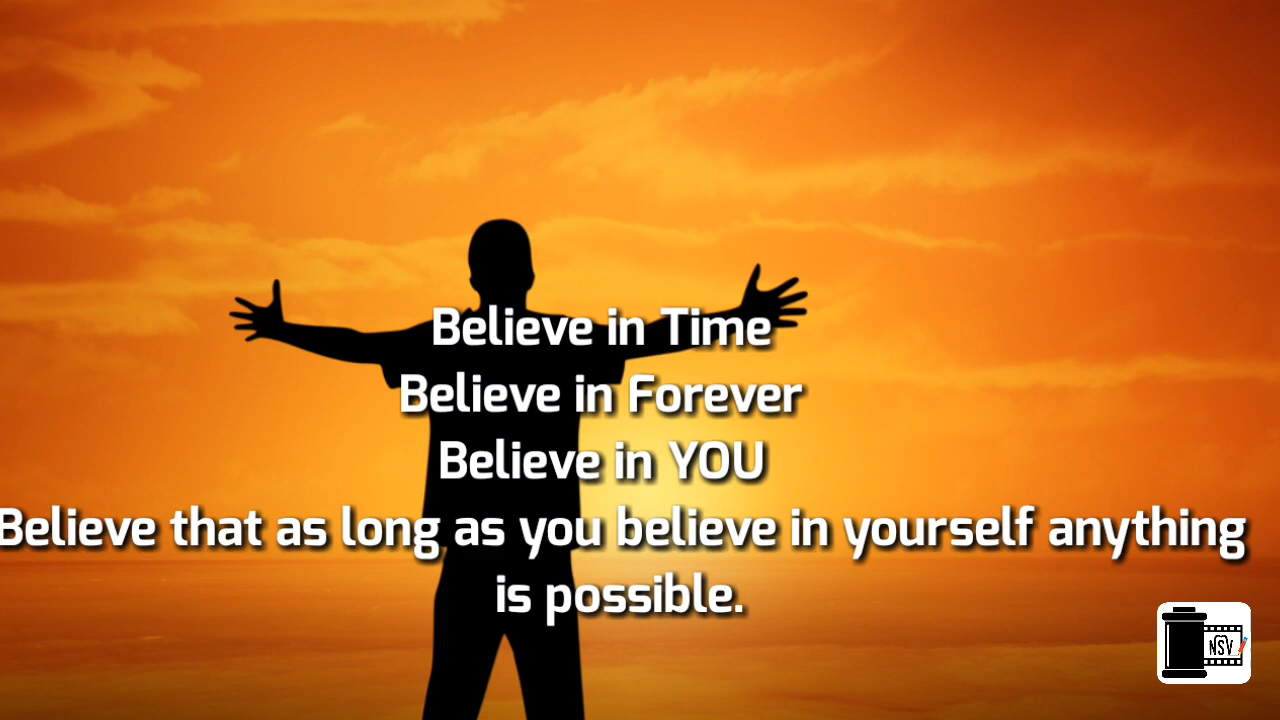 Believe in Time
Believe in Forever
Believe in YOU
Believe that as long as you believe in yourself anything
is possible.
NSV